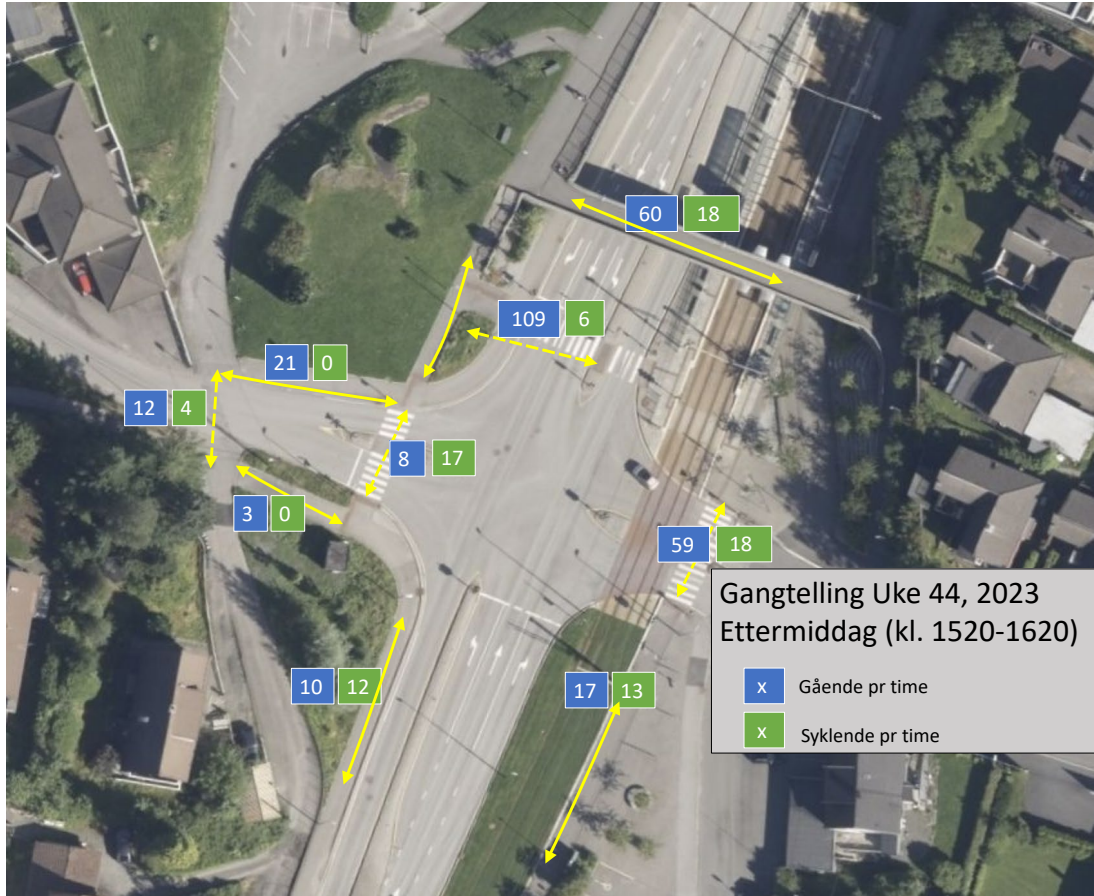 60 18
109 6
21 0
12 4
8 17
3 0
59 18
Gangtelling Uke 44, 2023
Ettermiddag (kl. 1520-1620)
x Gående pr time
x Syklende pr time
10 12
17 13